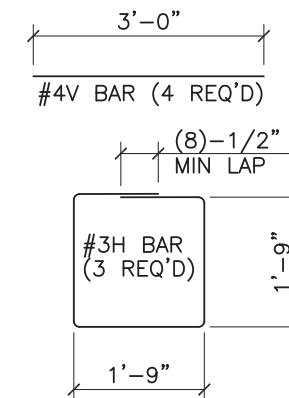 3'-0"
#4V BAR (4 REQ'D)
(8)-1/2"
MIN LAP
#3H BAR
(3 REQ'D)
1'-9"
1'-9"